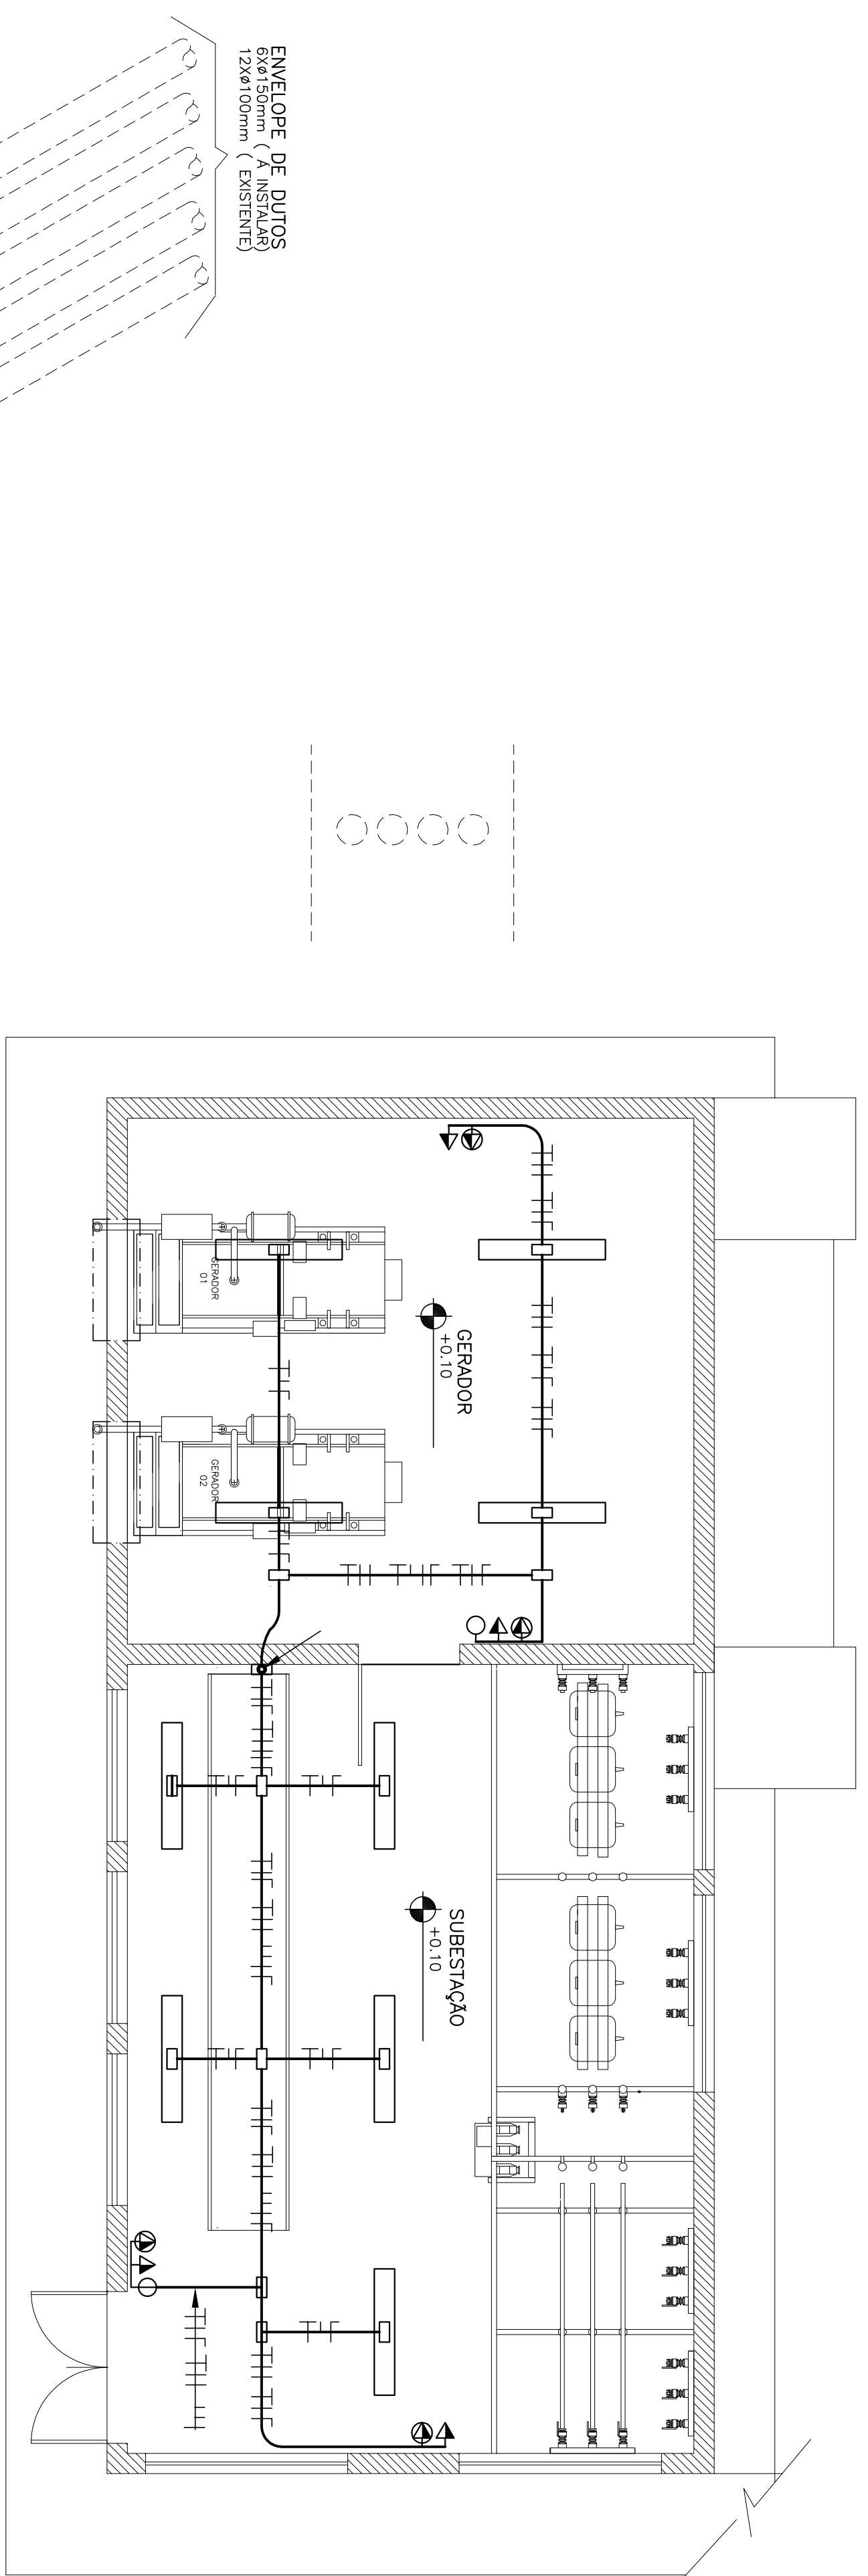 ENVELOPE DE DUTOS
6XØ150mm ( Á INSTALAR)
12XØ100mm ( EXISTENTE)
GERADOR
+0.10
GERADOR
01
GERADOR
02
SUBESTAÇÃO
+0.10